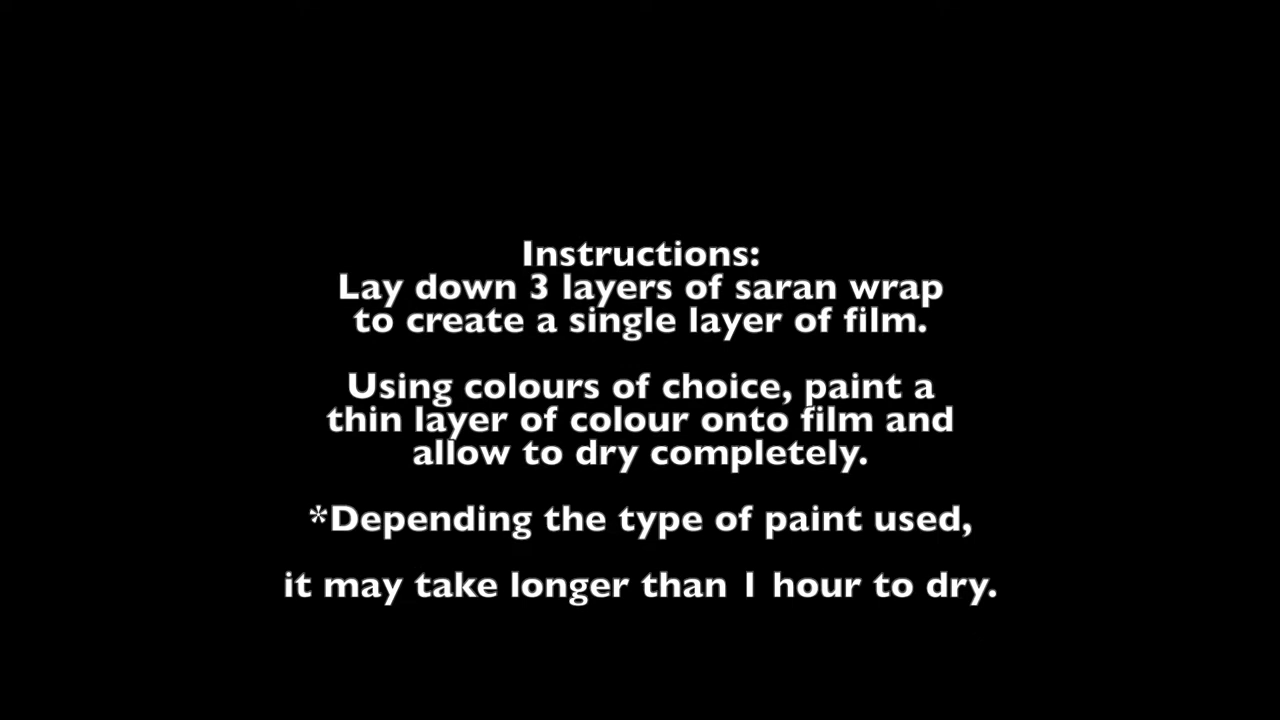 Instructions:
Lay down 3 layers of saran wrap
to create a single layer of film.
Using colours of choice, paint a
thin layer of colour onto film and
allow to dry completely.
*Depending the type of paint used,
it may take longer than 1 hour to dry.